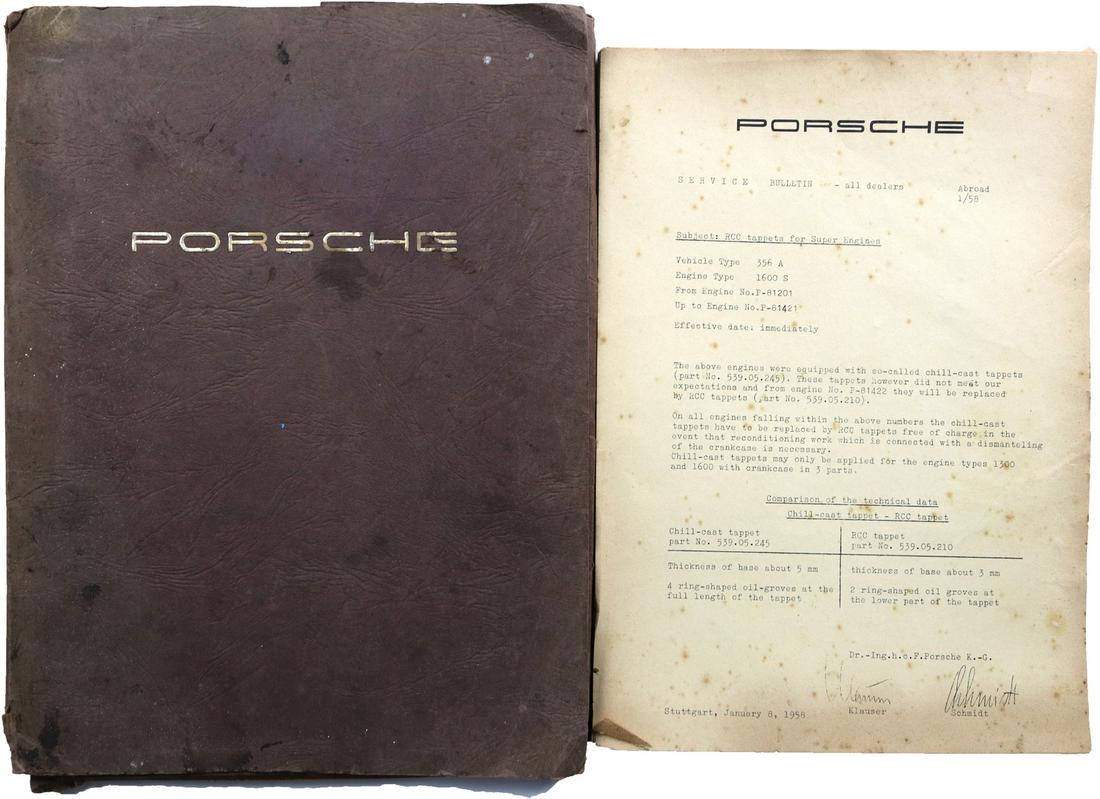 PORSCHE
PORSCHE
SERVICE BULLETIN - all dealers
Abroad
1/58
Subject: RCC tappets for Super Engines
Vehicle Type 356 A
Engine Type 1600 S
From Engine No.P-81201
Up to Engine No.P-81421
Effective date: immediately
The above engines were equipped with so-called chill-cast tappets
(part No. 539.05.245). These tappets however did not meet our
expectations and from engine No. P-81422 they will be replaced
by RCC tappets (part No. 539.05.210).
On all engines falling within the above numbers the chill-cast
tappets have to be replaced by RCC tappets free of charge in the
event that reconditioning work which is connected with a dismanteling
of the crankcase is necessary.
Chill-cast tappets may only be applied for the engine types 1300
and 1600 with crankcase in 3 parts.
Comparison of the technical data
Chill-cast tappet - RCC tappet
Chill-cast tappet
part No. 539.05.245
RCC tappet
part No. 539.05.210
Thickness of base about 5 mm
thickness of base about 3 mm
4 ring-shaped oil-groves at the
full length of the tappet
2 ring-shaped oil groves at
the lower part of the tappet
Dr.-Ing.h.c.F.Porsche K.-G.
Schmidt
Stuttgart, January 8, 1958
Klauser
Schmidt